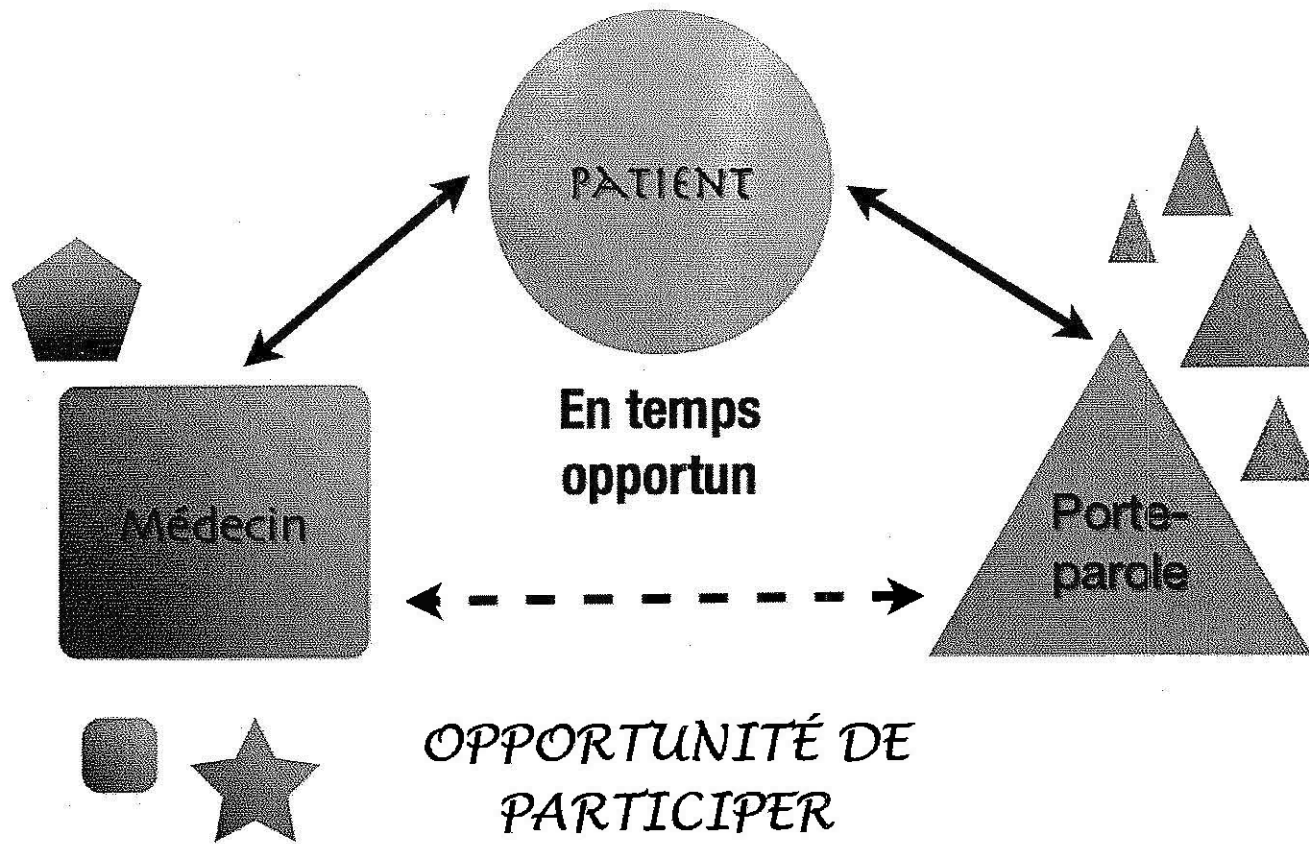 PATIENT
En temps
opportun
Médecin
Porte-
parole
OPPORTUNITÉ DE
PARTICIPER